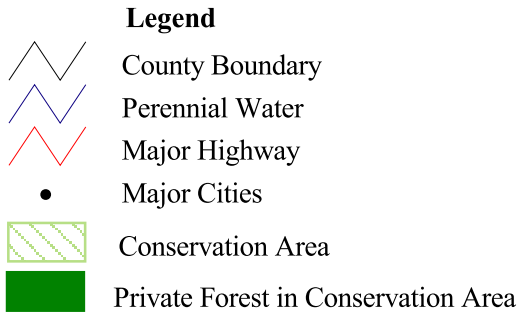 Legend
County Boundary
Perennial Water
Major Highway
Major Cities
Conservation Area
Private Forest in Conservation Area